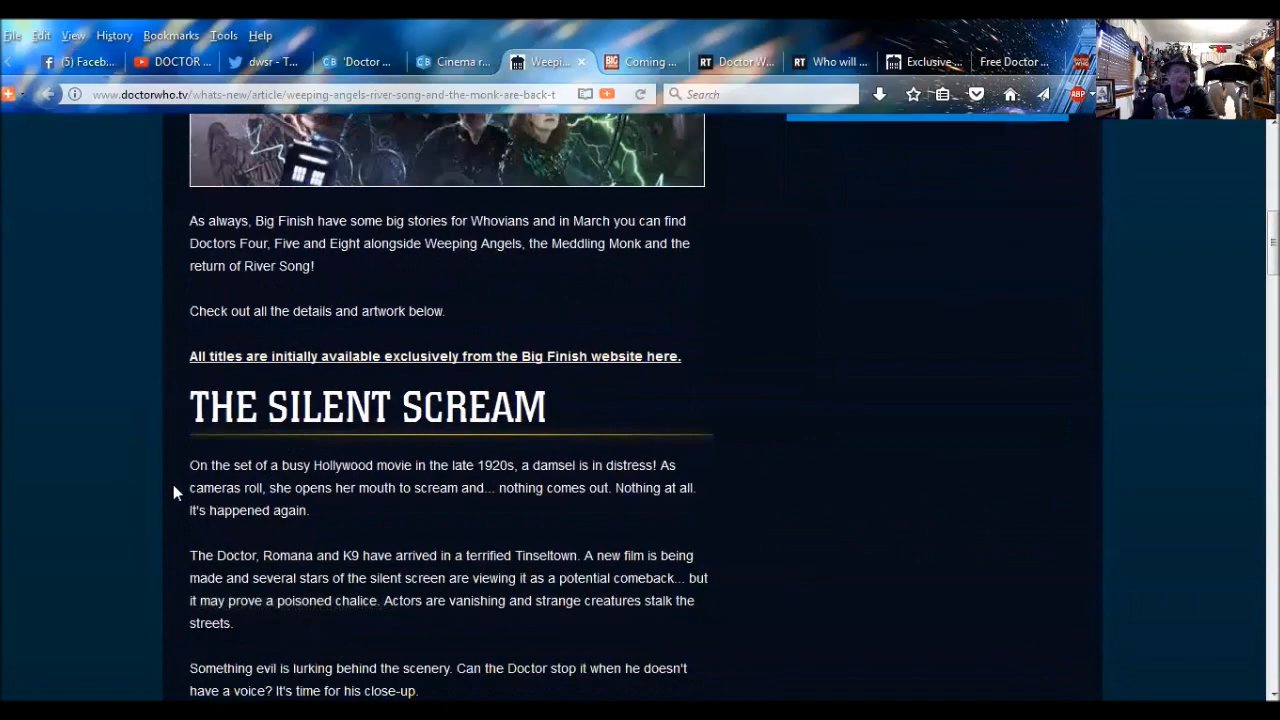 File Edit View History Bookmarks Tools Help
(5) Faceb... DOCTOR ... dwsr - T... 'Doctor ... Cinema r... Weepi... Coming ... Doctor W... Who will ... Exclusive ... Free Doctor ...
www.doctorwho.tv/whats-new/article/weeping-angels-river-song-and-the-monk-are-back-t Search ABP
As always, Big Finish have some big stories for Whovians and in March you can find
Doctors Four, Five and Eight alongside Weeping Angels, the Meddling Monk and the
return of River Song!
Check out all the details and artwork below.
All titles are initially available exclusively from the Big Finish website here.
THE SILENT SCREAM
On the set of a busy Hollywood movie in the late 1920s, a damsel is in distress! As
cameras roll, she opens her mouth to scream and... nothing comes out. Nothing at all.
It's happened again.
The Doctor, Romana and K9 have arrived in a terrified Tinseltown. A new film is being
made and several stars of the silent screen are viewing it as a potential comeback... but
it may prove a poisoned chalice. Actors are vanishing and strange creatures stalk the
streets.
Something evil is lurking behind the scenery. Can the Doctor stop it when he doesn't
have a voice? It's time for his close-up.